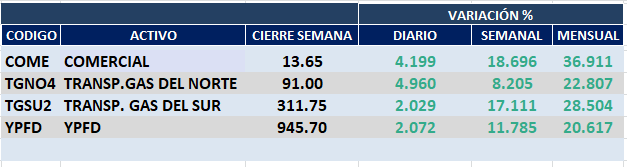 VARIACIÓN %
CODIGO ACTIVO CIERRE SEMANA DIARIO SEMANAL MENSUAL
COME COMERCIAL 13.65 4.199 18.696 36.911
TGNO4 TRANSP.GAS DEL NORTE 91.00 4.960 8.205 22.807
TGSU2 TRANSP. GAS DEL SUR 311.75 2.029 17.111 28.504
YPFD YPFD 945.70 2.072 11.785 20.617